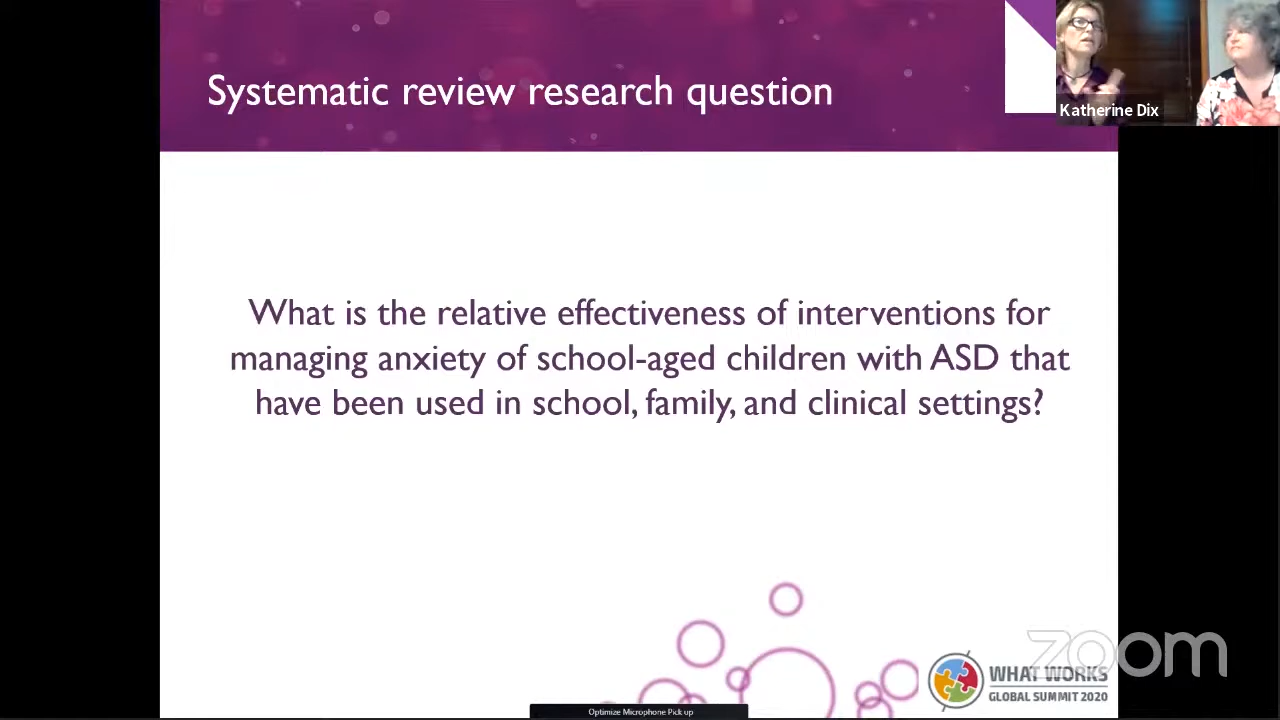 Systematic review research question
Katherine Dix
What is the relative effectiveness of interventions for
managing anxiety of school-aged children with ASD that
have been used in school, family, and clinical settings?
zoom
WHAT WORKS
GLOBAL SUMMIT 2020
Optimize Microphone Pick up